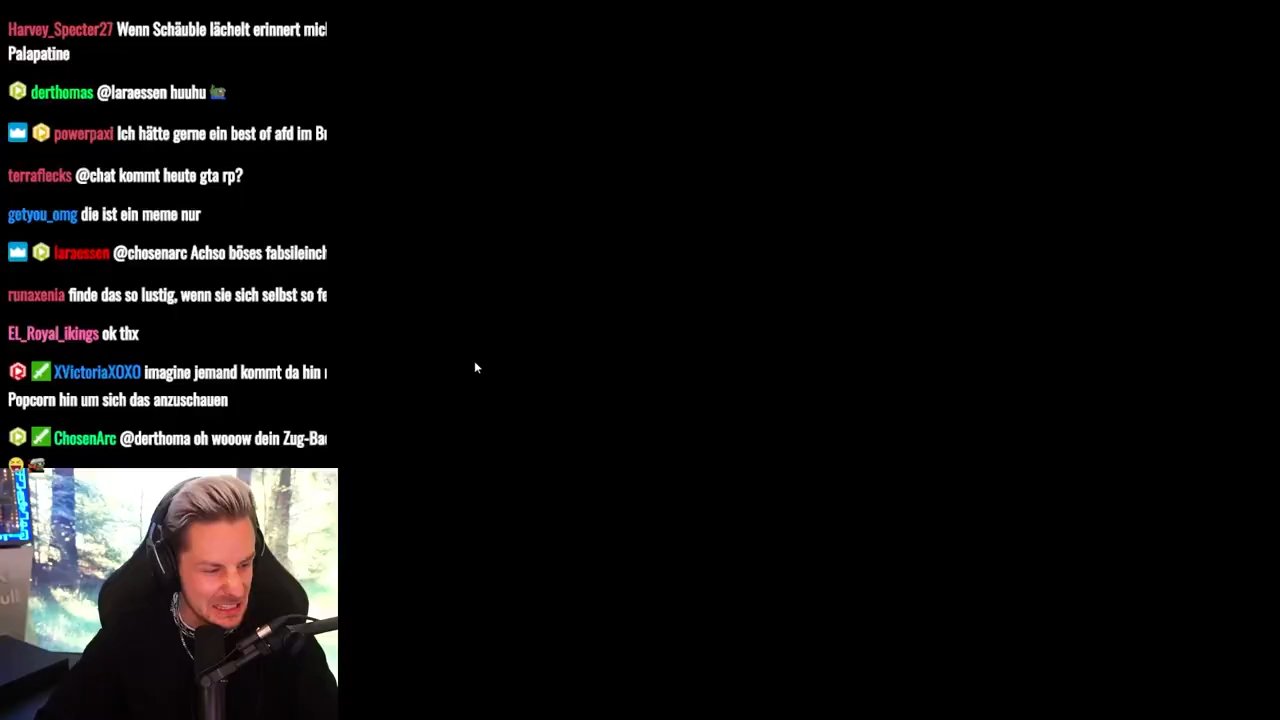 Harvey_Specter27 Wenn Schäuble lächelt erinnert mich
Palapatine
derthomas @laraessen huuhu
powerpaxi Ich hätte gerne ein best of afd im
terraflecks @chat kommt heute gta rp?
getyou_omg die ist ein meme nur
laraessen @chosenarc Achso böses
runaxenia finde das so lustig, wenn sie sich selbst so
EL_Royal_ikings ok thx
XVictoriaXOXO imagine jemand kommt da hin
Popcorn hin um sich das anzuschauen
ChosenArc @derthoma oh wooow dein